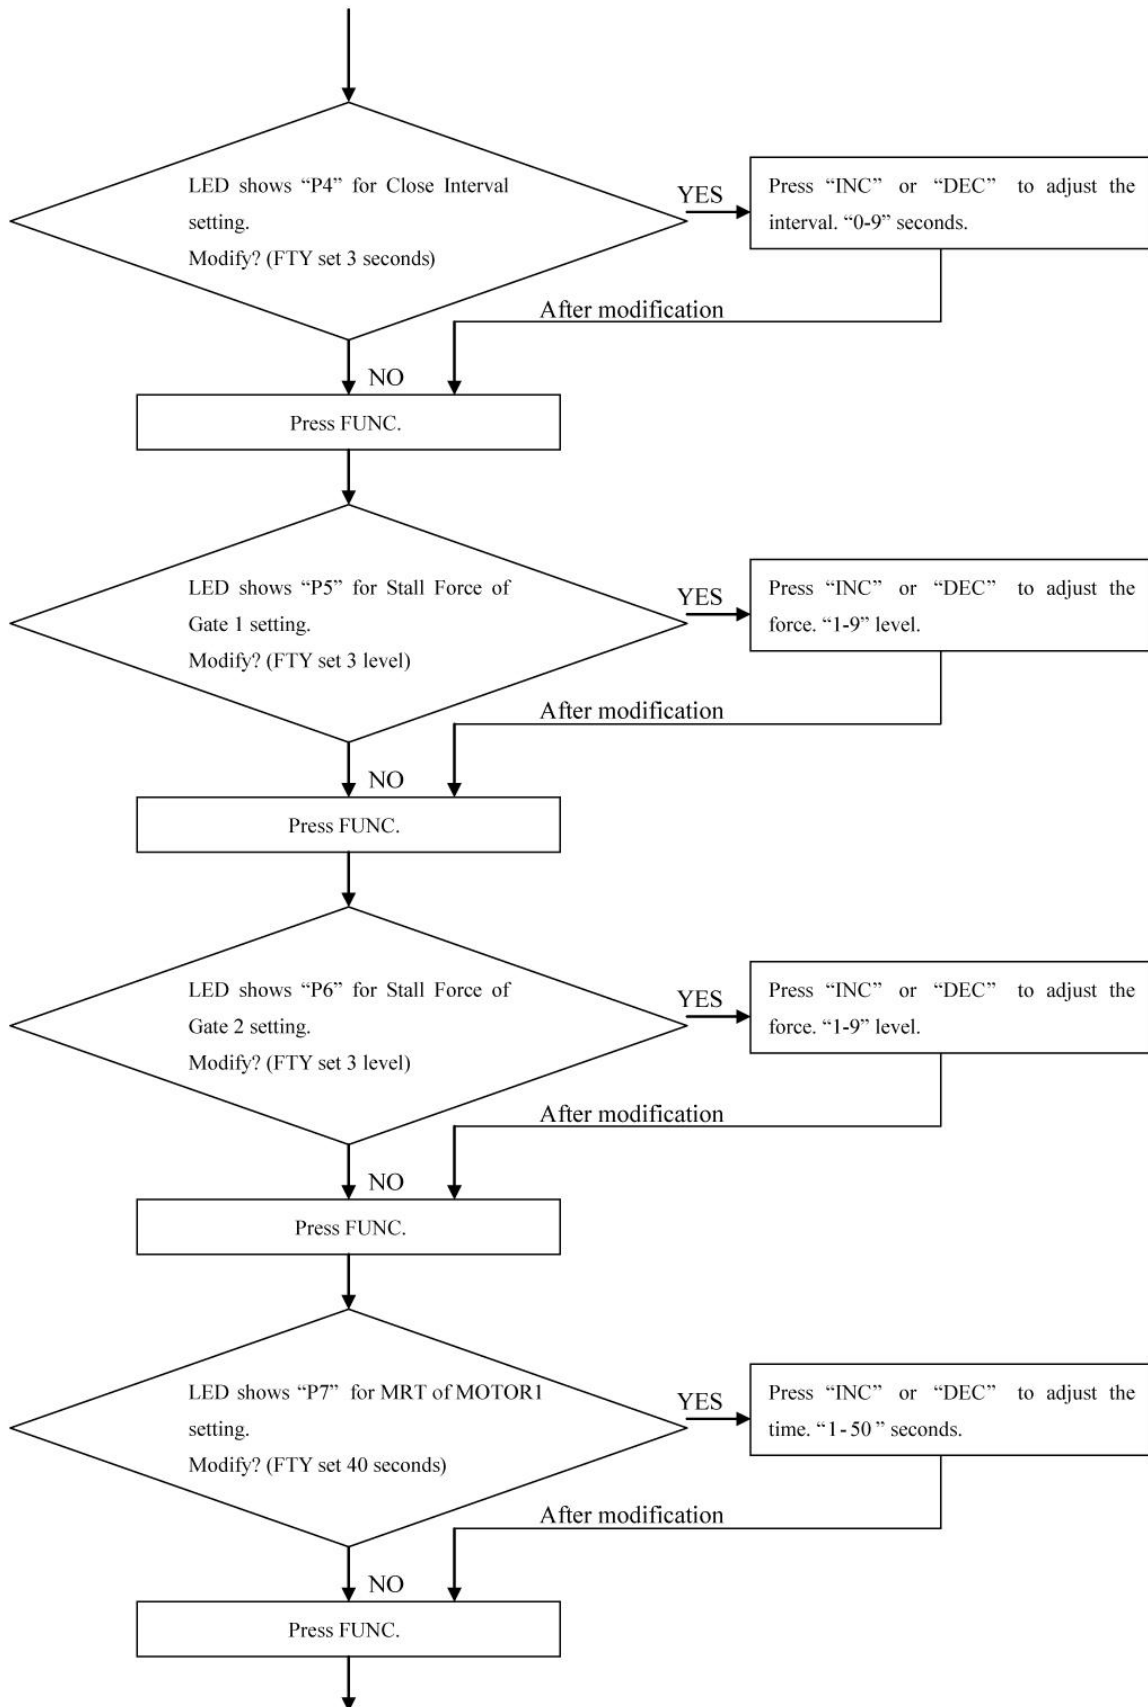 LED shows “P4” for Close Interval
setting.
Modify? (FTY set 3 seconds)
YES
Press “INC” or “DEC” to adjust the
interval. “0-9” seconds.
After modification
NO
Press FUNC.
LED shows “P5” for Stall Force of
Gate 1 setting.
Modify? (FTY set 3 level)
YES
Press “INC” or “DEC” to adjust the
force. “1-9” level.
After modification
NO
Press FUNC.
LED shows “P6” for Stall Force of
Gate 2 setting.
Modify? (FTY set 3 level)
YES
Press “INC” or “DEC” to adjust the
force. “1-9” level.
After modification
NO
Press FUNC.
LED shows “P7” for MRT of MOTOR1
setting.
Modify? (FTY set 40 seconds)
YES
Press “INC” or “DEC” to adjust the
time. “1-50” seconds.
After modification
NO
Press FUNC.